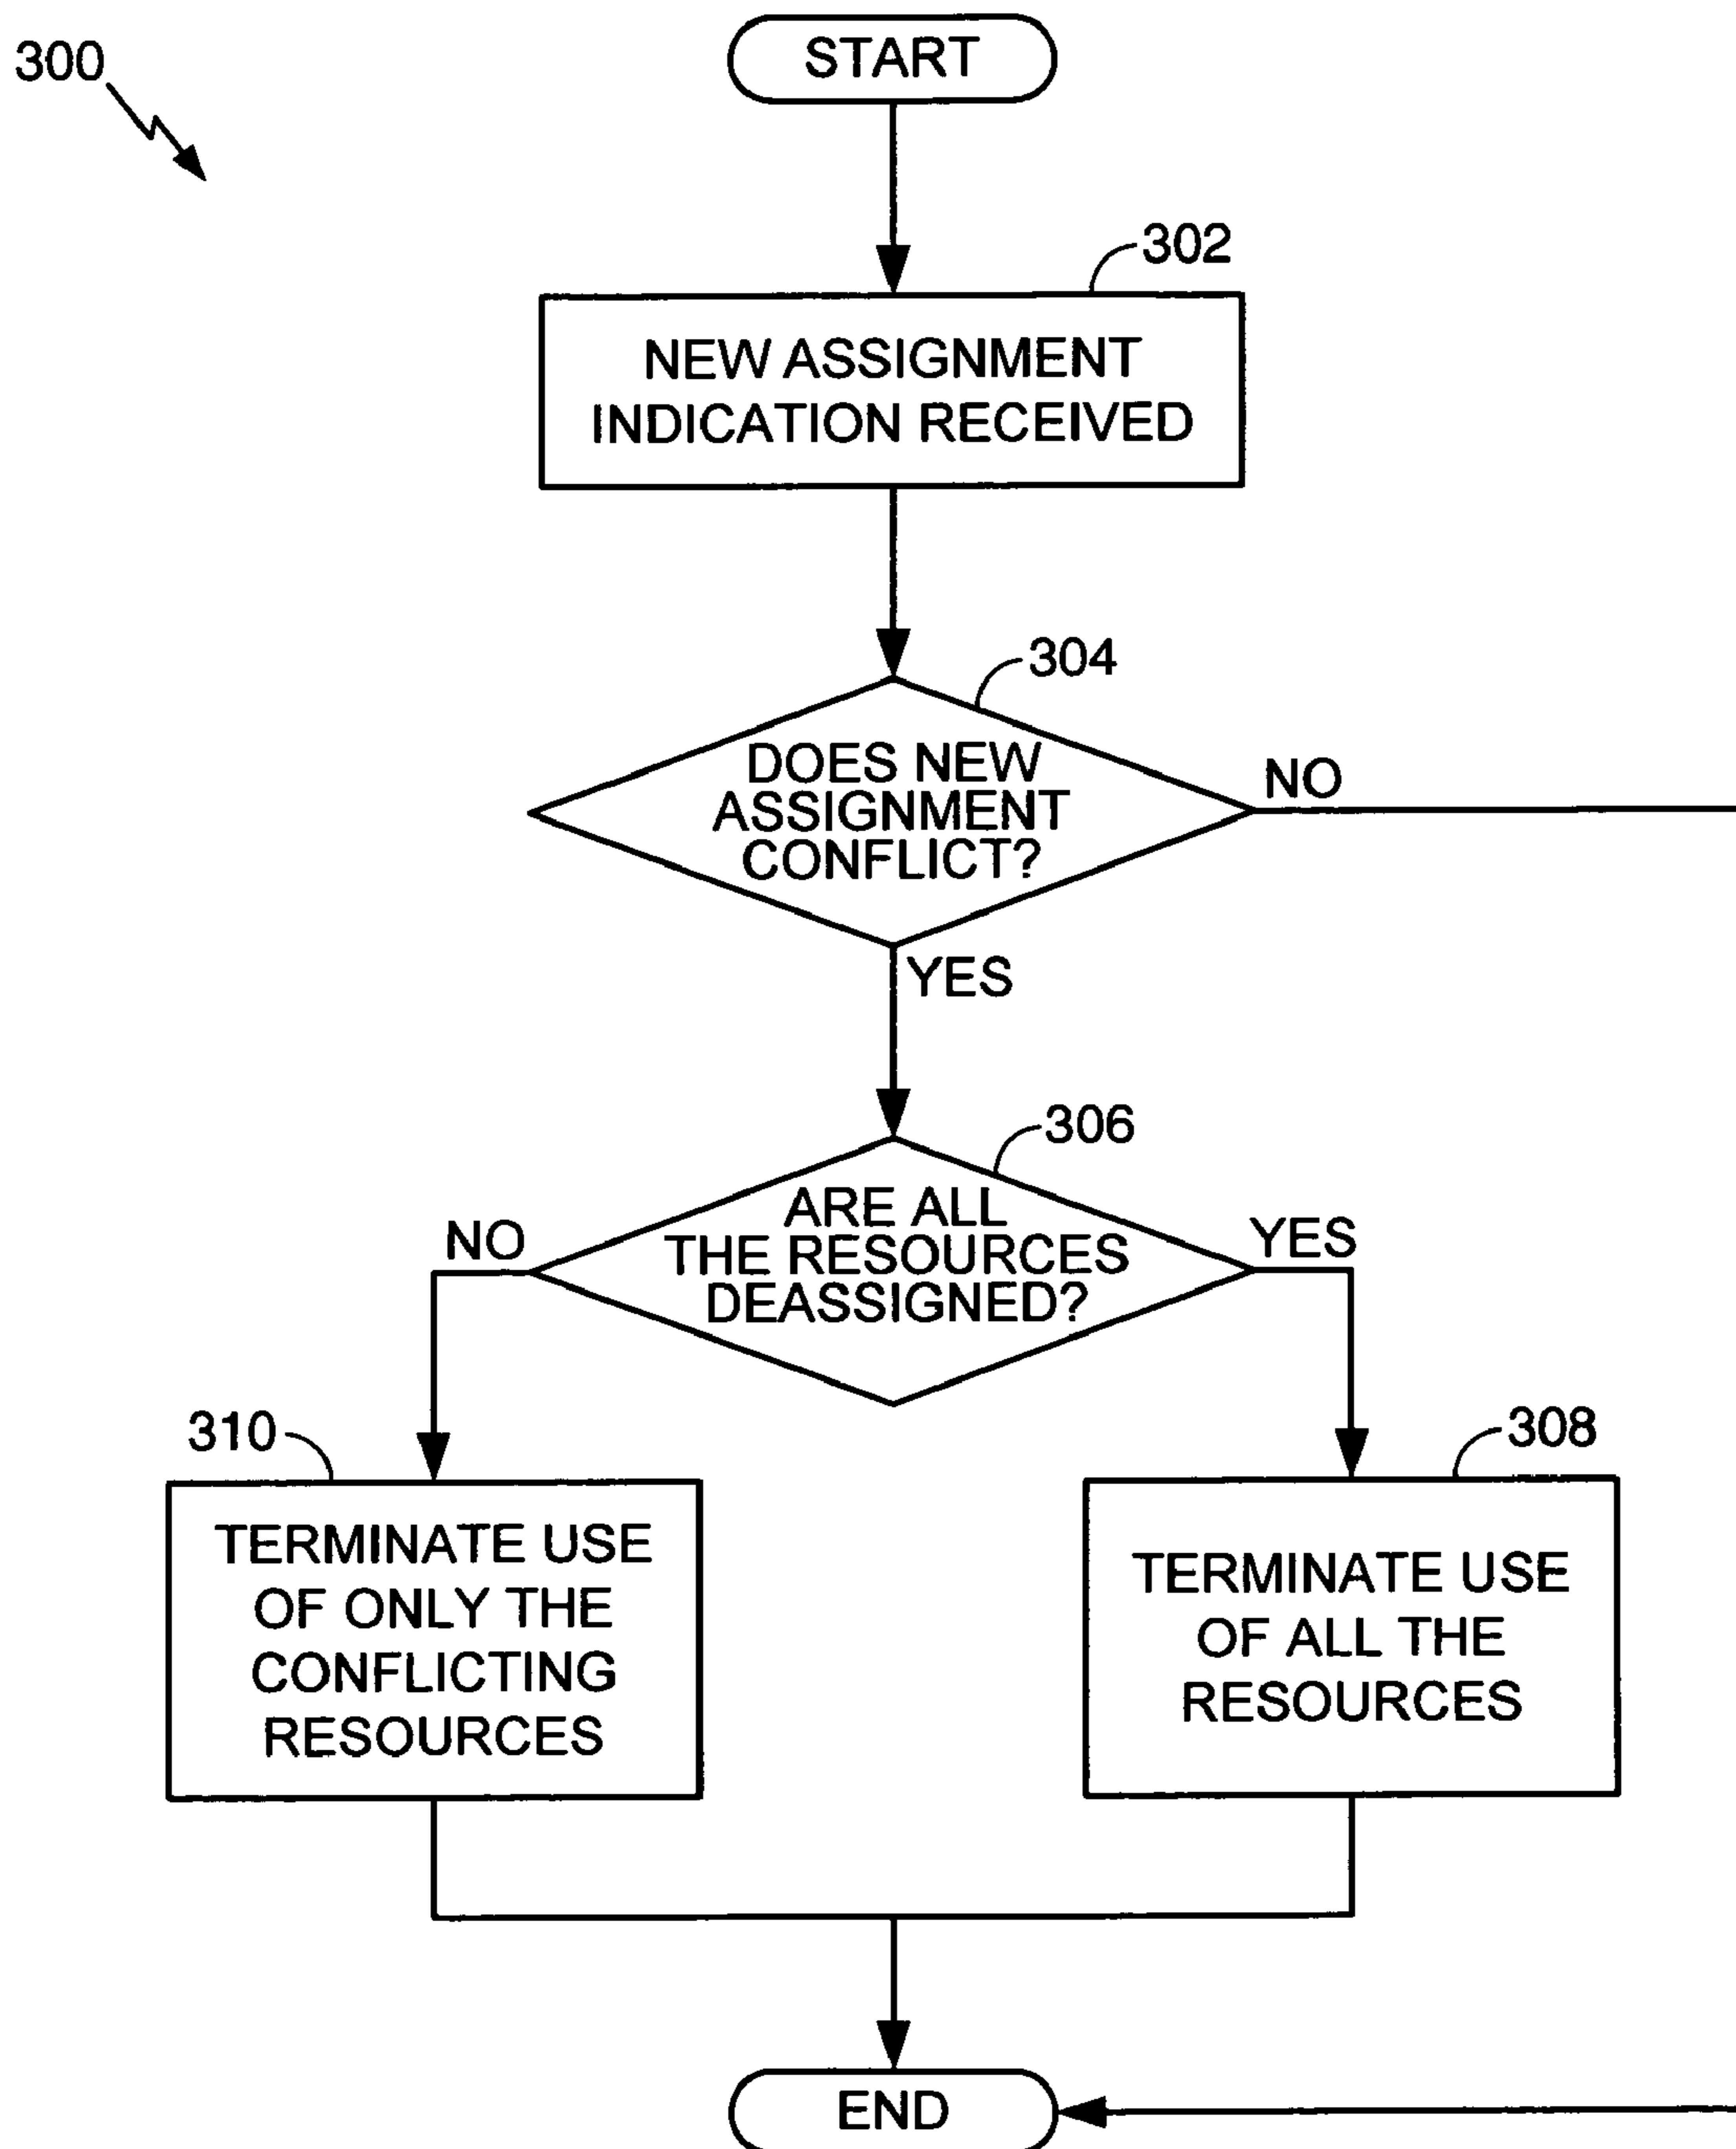 300
START
302
NEW ASSIGNMENT
INDICATION RECEIVED
304
DOES NEW
ASSIGNMENT
CONFLICT?
NO
YES
306
ARE ALL
THE RESOURCES
DEASSIGNED?
NO
YES
310
TERMINATE USE
OF ONLY THE
CONFLICTING
RESOURCES
308
TERMINATE USE
OF ALL THE
RESOURCES
END